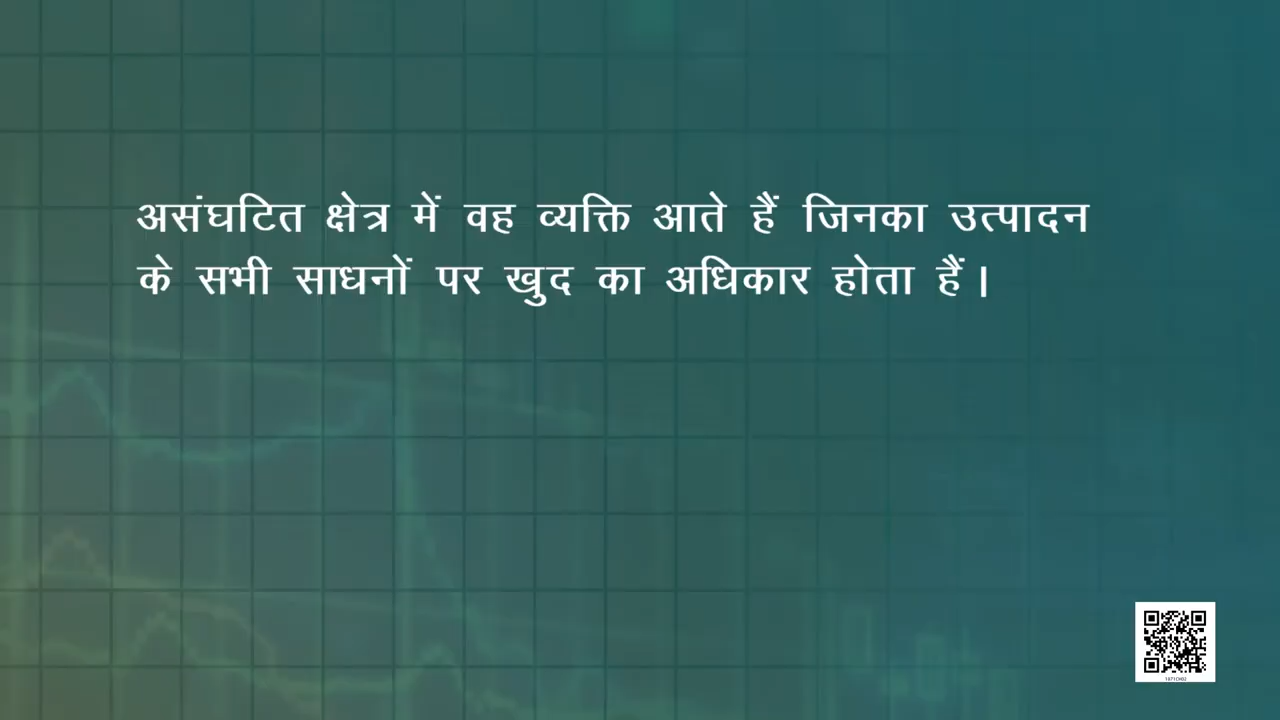 असंघटित क्षेत्र में वह व्यक्ति आते हैं जिनका उत्पादन
के सभी साधनों पर खुद का अधिकार होता हैं।